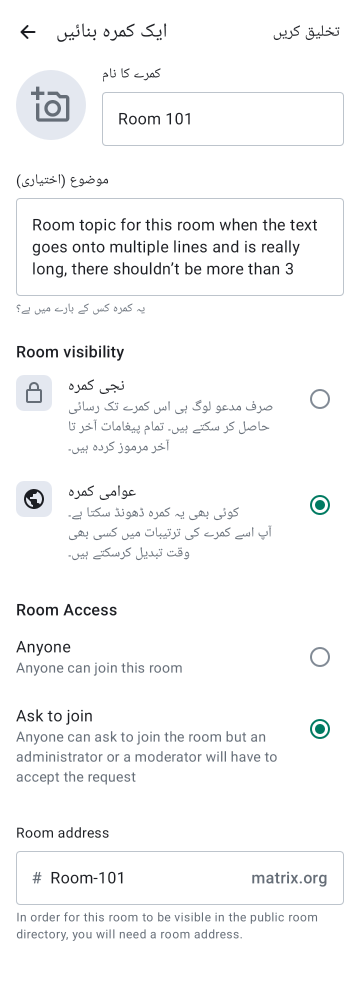 ایک کمرہ بنائیں
تخلیق کریں
کمرے کا نام
Room 101
موضوع (اختیاری)
Room topic for this room when the text
goes onto multiple lines and is really
long, there shouldn't be more than 3
یہ کمرہ کس کے بارے میں ہے؟
Room visibility
نجی کمرہ
صرف مدعو لوگ ہی اس کمرے تک رسائی
حاصل کر سکتے ہیں۔ تمام پیغامات آخر تا
آخر مرموز کردہ ہیں۔
عوامی کمرہ
کوئی بھی یہ کمرہ ڈھونڈ سکتا ہے۔
آپ اسے کمرے کی ترتیبات میں کسی بھی
وقت تبدیل کرسکتے ہیں۔
Room Access
Anyone
Anyone can join this room
Ask to join
Anyone can ask to join the room but an
administrator or a moderator will have to
accept the request
Room address
# Room-101 matrix.org
In order for this room to be visible in the public room
directory, you will need a room address.